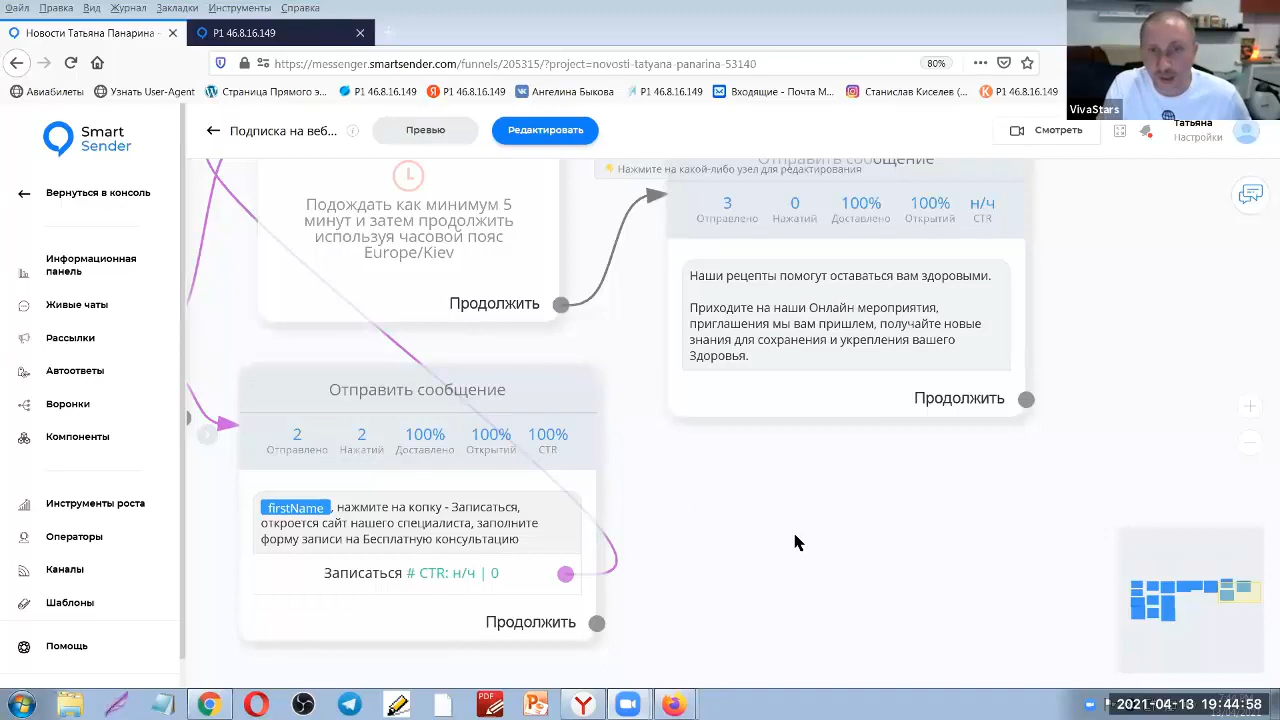 Файл Правка Вид Журнал Закладки Инструменты Справка
Новости Татьяна Панарина -
P1 46.8.16.149
https://messenger.smartsender.com/funnels/205315/?project=novosti-tatyana-panarina-53140
80%
Авиабилеты
Узнать User-Agent
Страница Прямого э...
P1 46.8.16.149
P1 46.8.16.149
Ангелина Быкова
P1 46.8.16.149
Входящие - Почта М...
Станислав Киселев (...
P1 46.8.16.149
VivaStars
Smart
Sender
Подписка на веб...
Превью
Редактировать
Смотреть
Татьяна
Настройки
Вернуться в консоль
Информационная
панель
Живые чаты
Рассылки
Автоответы
Воронки
Компоненты
Инструменты роста
Операторы
Каналы
Шаблоны
Помощь
Подождать как минимум 5
минут и затем продолжить
используя часовой пояс
Europe/Kiev
Продолжить
Отправить сообщение
Нажмите на какой-либо узел для редактирования
3 0 100% 100% н/ч
Отправлено Нажатий Доставлено Открытий CTR
Наши рецепты помогут оставаться вам здоровыми.
Приходите на наши Онлайн мероприятия,
приглашения мы вам пришлем, получайте новые
знания для сохранения и укрепления вашего
Здоровья.
Продолжить
Отправить сообщение
2 2 100% 100% 100%
Отправлено Нажатий Доставлено Открытий CTR
firstName , нажмите на копку - Записаться,
откроется сайт нашего специалиста, заполните
форму записи на Бесплатную консультацию
Записаться # CTR: н/ч | 0
Продолжить
PDF
2021-04-13 19:44:58